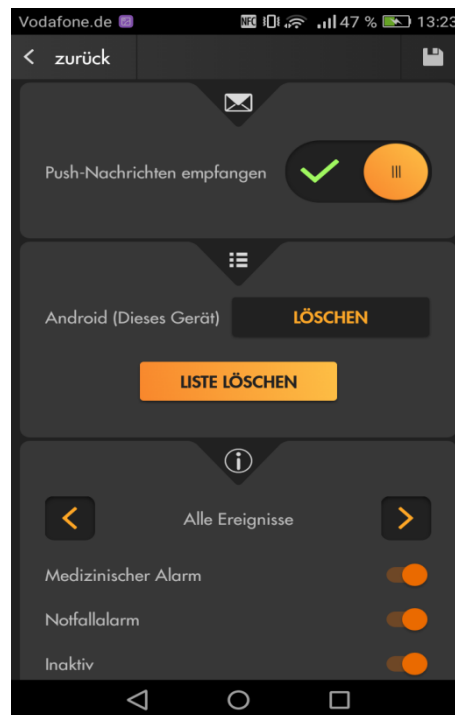 Vodafone.de NFC 47 % 13:23
zurück
Push-Nachrichten empfangen
Android (Dieses Gerät) LÖSCHEN
LISTE LÖSCHEN
Alle Ereignisse
Medizinischer Alarm
Notfallalarm
Inaktiv